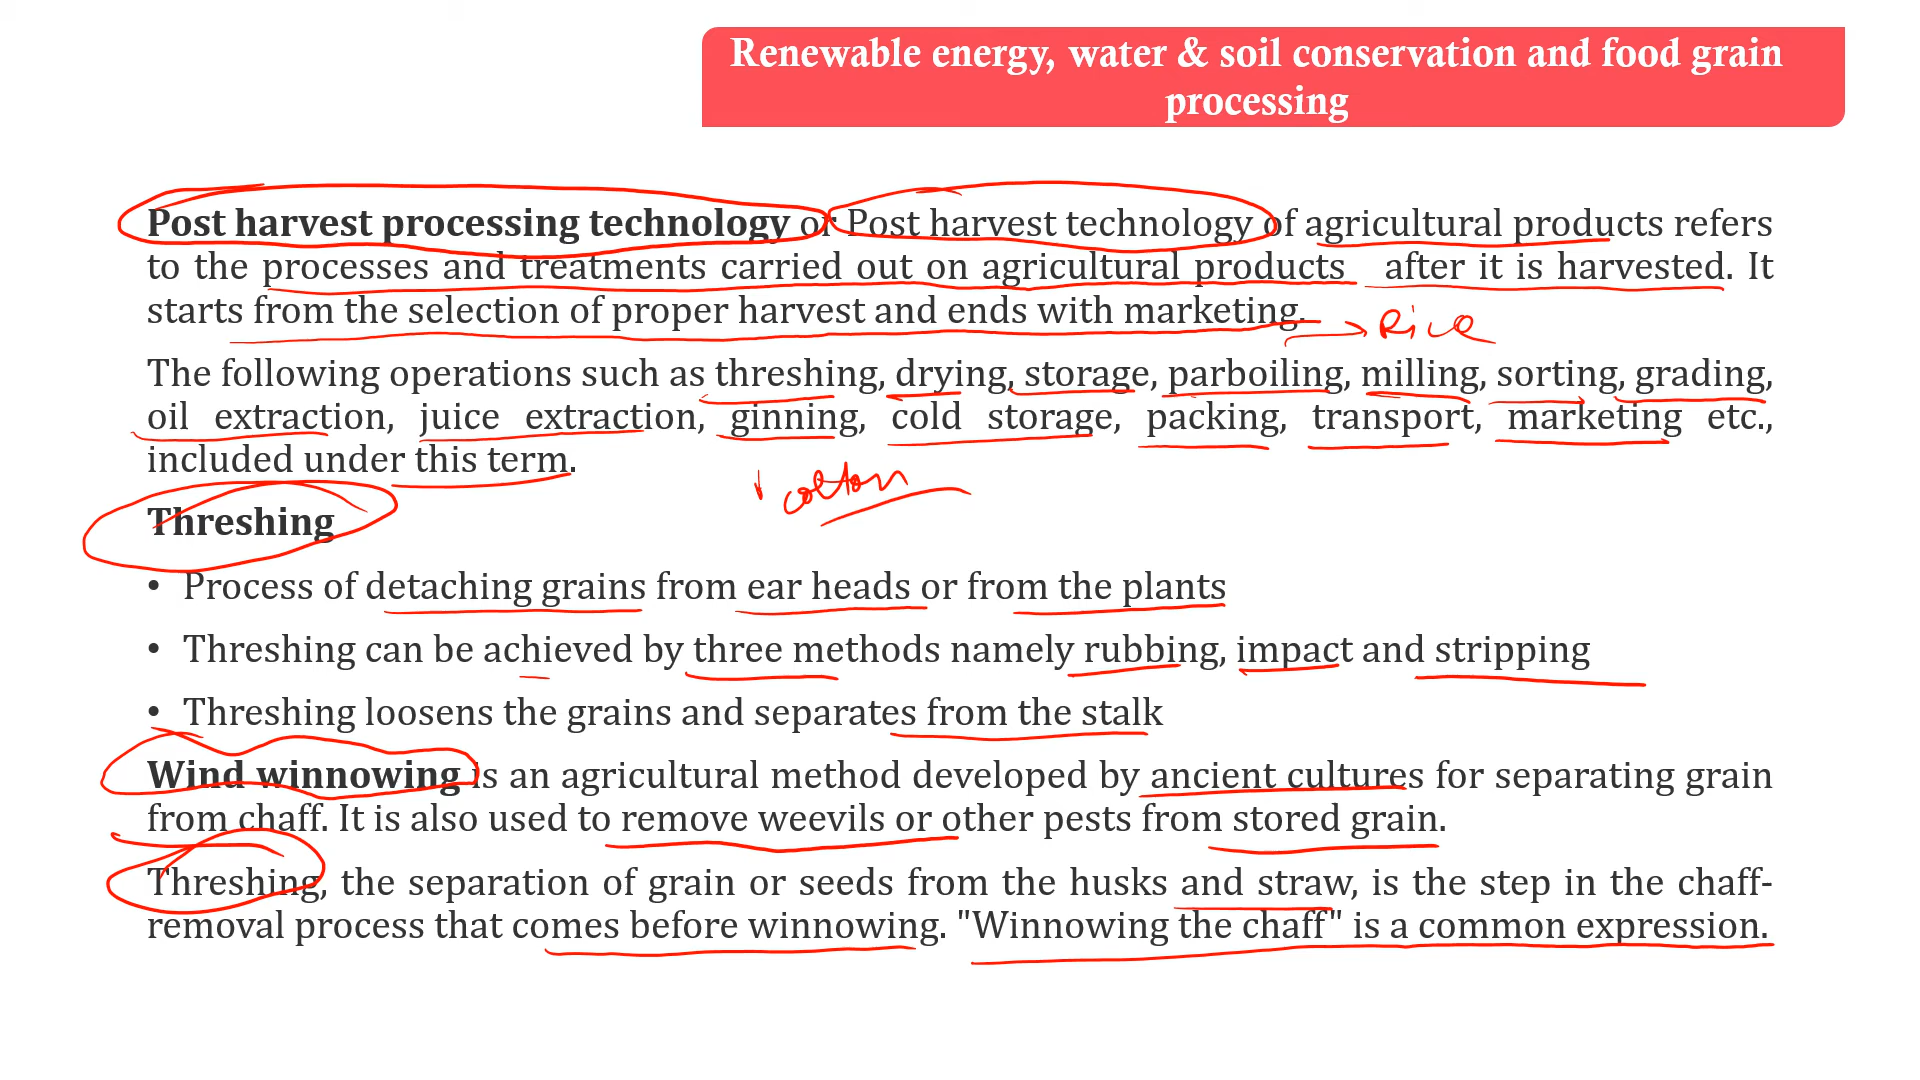 Renewable energy, water & soil conservation and food grain
processing
Post harvest processing technology or Post harvest technology of agricultural products refers
to the processes and treatments carried out on agricultural products after it is harvested. It
starts from the selection of proper harvest and ends with marketing.
Rice
The following operations such as threshing, drying, storage, parboiling, milling, sorting, grading,
oil extraction, juice extraction, ginning, cold storage, packing, transport, marketing etc.,
included under this term.
cotton
Threshing
• Process of detaching grains from ear heads or from the plants
• Threshing can be achieved by three methods namely rubbing, impact and stripping
• Threshing loosens the grains and separates from the stalk
Wind winnowing is an agricultural method developed by ancient cultures for separating grain
from chaff. It is also used to remove weevils or other pests from stored grain.
Threshing, the separation of grain or seeds from the husks and straw, is the step in the chaff-
removal process that comes before winnowing. "Winnowing the chaff" is a common expression.